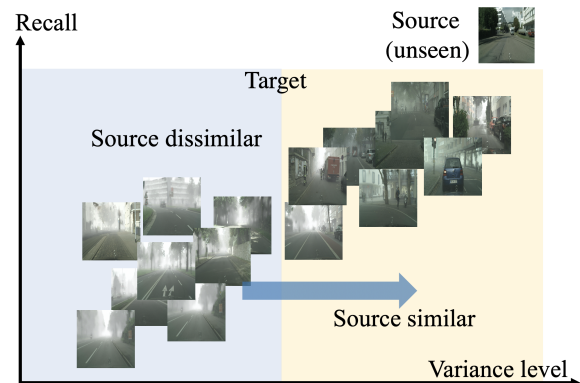 Recall
Source
(unseen)
Target
Source dissimilar
Source similar
Variance level